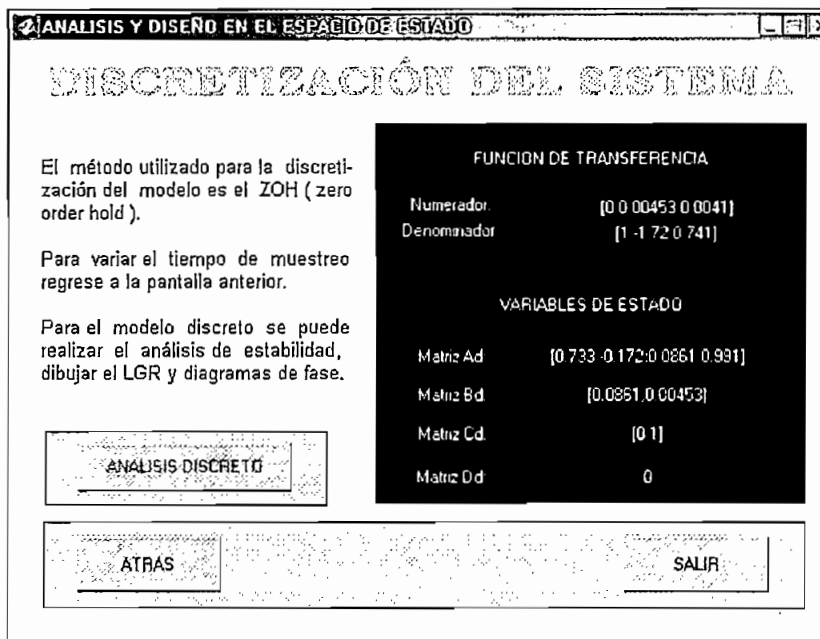 ANALISIS Y DISEÑO EN EL ESPACIO DE ESTADO
DISCRETIZACIÓN DEL SISTEMA
El método utilizado para la discreti-
zación del modelo es el ZOH ( zero
order hold ).
Para variar el tiempo de muestreo
regrese a la pantalla anterior.
Para el modelo discreto se puede
realizar el análisis de estabilidad,
dibujar el LGR y diagramas de fase.
ANALISIS DISCRETO
FUNCION DE TRANSFERENCIA
Numerador. [0 0.00453 0.0041]
Denominador [1 -1.72 0.741]
VARIABLES DE ESTADO
Matriz Ad: [0.733 -0.172;0.0861 0.991]
Matriz Bd. [0.0861;0.00453]
Matriz Cd. [0 1]
Matriz Dd: 0
ATRAS
SALIR